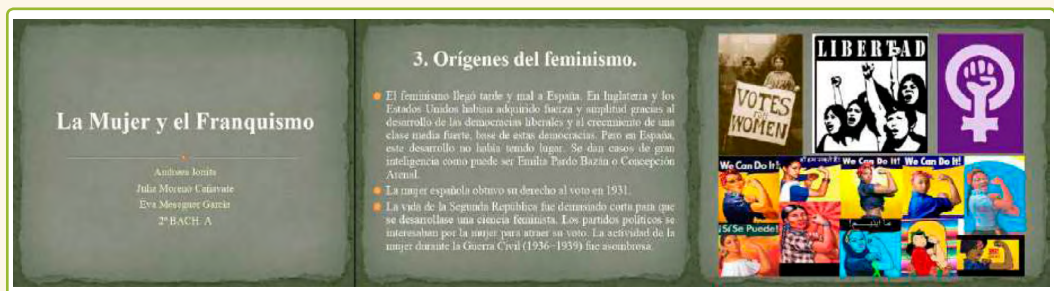 La Mujer y el Franquismo
Andreea Ionita
Julia Moreno Cañavate
Eva Meseguer García
2º BACH. A
3. Orígenes del feminismo.
El feminismo llegó tarde y mal a España. En Inglaterra y los
Estados Unidos habían adquirido fuerza y amplitud gracias al
desarrollo de las democracias liberales y al crecimiento de una
clase media fuerte, base de estas democracias. Pero en España,
este desarrollo no había tenido lugar. Se dan casos de gran
inteligencia como puede ser Emilia Pardo Bazán o Concepción
Arenal.
La mujer española obtuvo su derecho al voto en 1931.
La vida de la Segunda República fue demasiado corta para que
se desarrollase una ciencia feminista. Los partidos políticos se
interesaban por la mujer para atraer su voto. La actividad de la
mujer durante la Guerra Civil (1936–1939) fue asombrosa.
VOTES
FOR
WOMEN
LIBERTAD
We Can Do It!
We Can Do It!
We Can Do It!
¡Sí Se Puede!